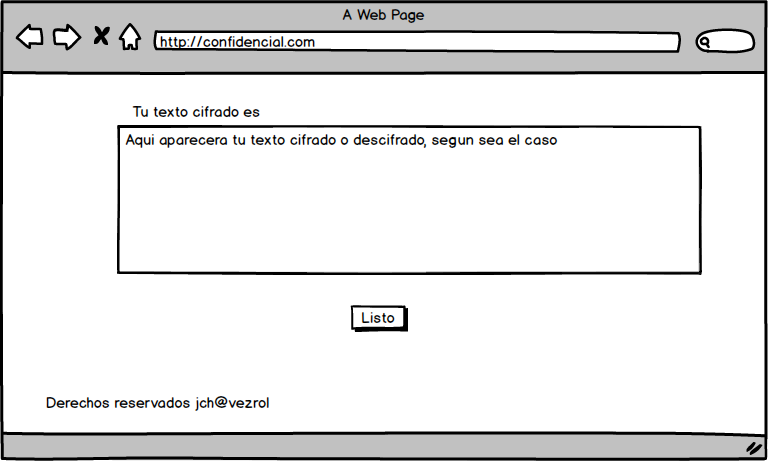 A Web Page
http://confidencial.com
Tu texto cifrado es
Aqui aparecera tu texto cifrado o descifrado, segun sea el caso
Listo
Derechos reservados jch@vezrol